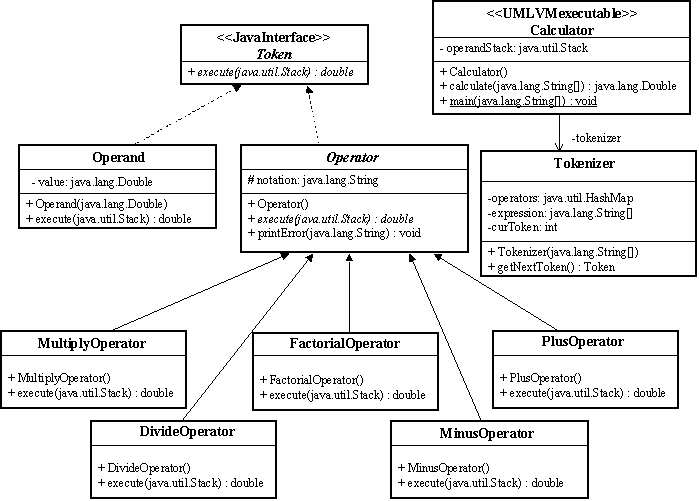 <<JavaInterface>>
Token
+ execute(java.util.Stack) : double
<<UMLVMexecutable>>
Calculator
- operandStack: java.util.Stack
+ Calculator()
+ calculate(java.lang.String[]) : java.lang.Double
+ main(java.lang.String[]) : void
-tokenizer
Operand
- value: java.lang.Double
+ Operand(java.lang.Double)
+ execute(java.util.Stack) : double
Operator
# notation: java.lang.String
+ Operator()
+ execute(java.util.Stack) : double
+ printError(java.lang.String) : void
Tokenizer
-operators: java.util.HashMap
-expression: java.lang.String[]
-curToken: int
+ Tokenizer(java.lang.String[])
+ getNextToken() : Token
MultiplyOperator
+ MultiplyOperator()
+ execute(java.util.Stack) : double
FactorialOperator
+ FactorialOperator()
+ execute(java.util.Stack) : double
PlusOperator
+ PlusOperator()
+ execute(java.util.Stack) : double
DivideOperator
+ DivideOperator()
+ execute(java.util.Stack) : double
MinusOperator
+ MinusOperator()
+ execute(java.util.Stack) : double